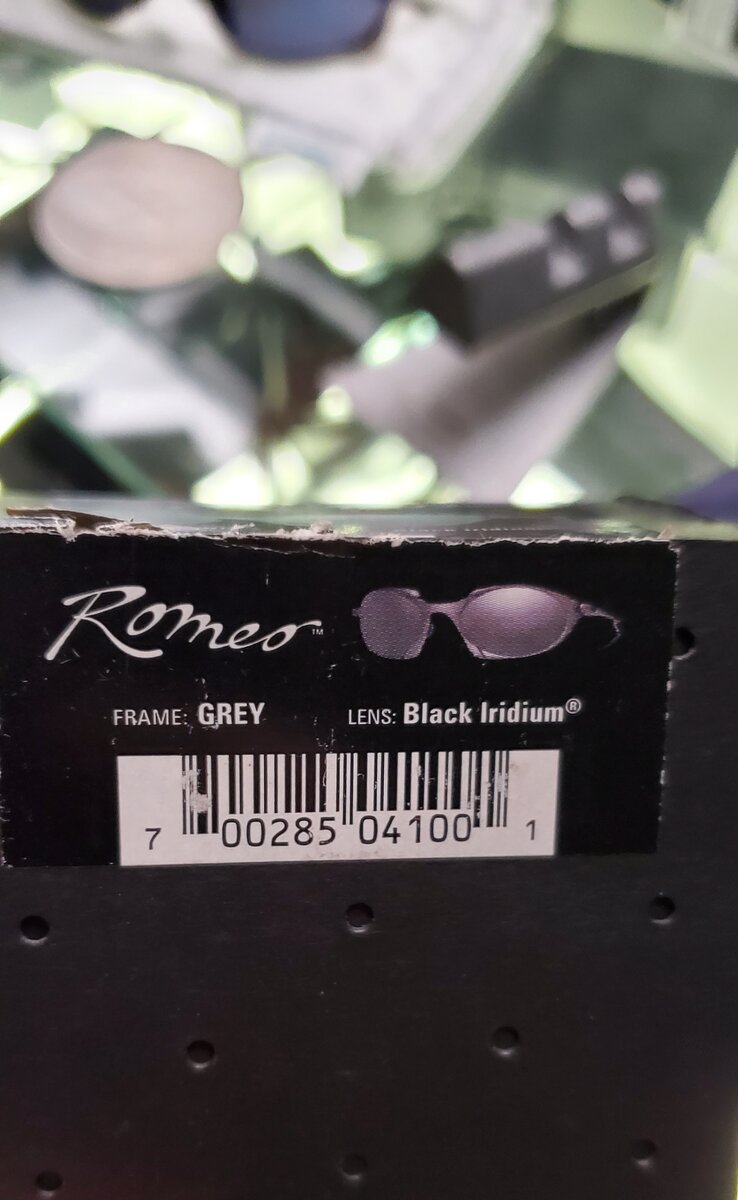 Romeo™
FRAME: GREY
LENS: Black Iridium®
7 00285 04100 1